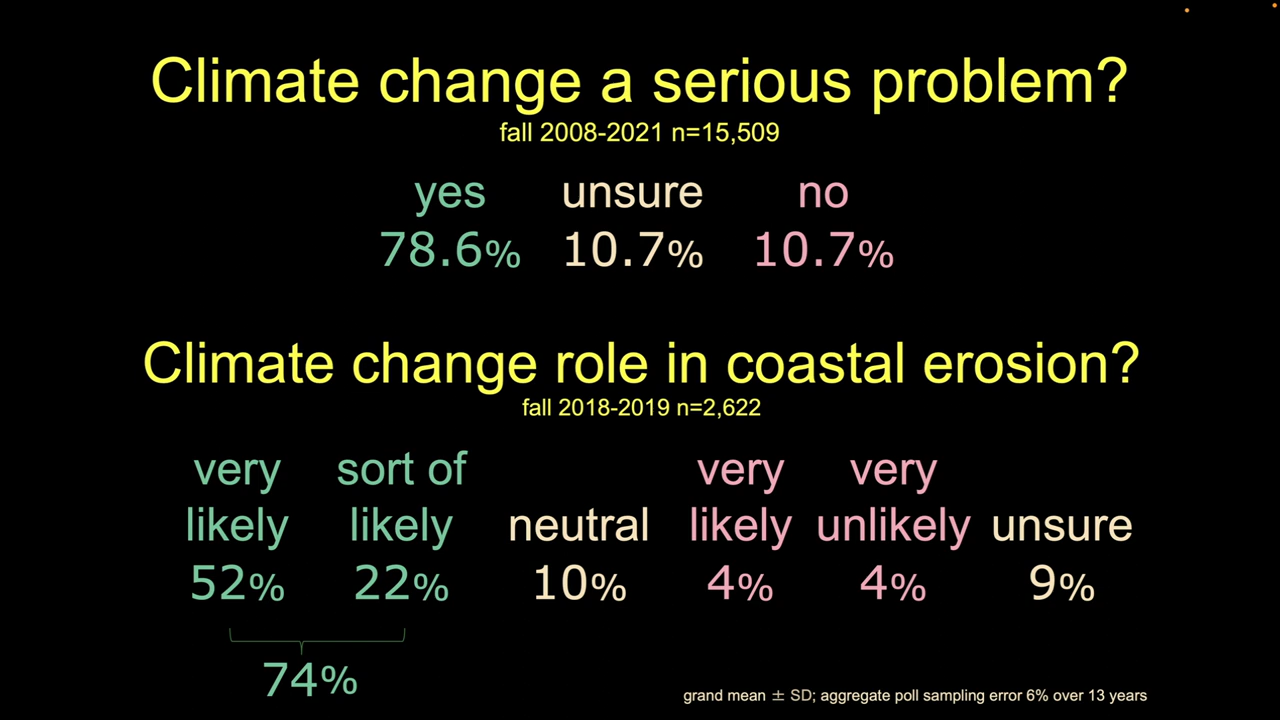 Climate change a serious problem?
fall 2008-2021 n=15,509
yes unsure no
78.6% 10.7% 10.7%
Climate change role in coastal erosion?
fall 2018-2019 n=2,622
very sort of very very
likely likely neutral likely unlikely unsure
52% 22% 10% 4% 4% 9%
74%
grand mean ± SD; aggregate poll sampling error 6% over 13 years